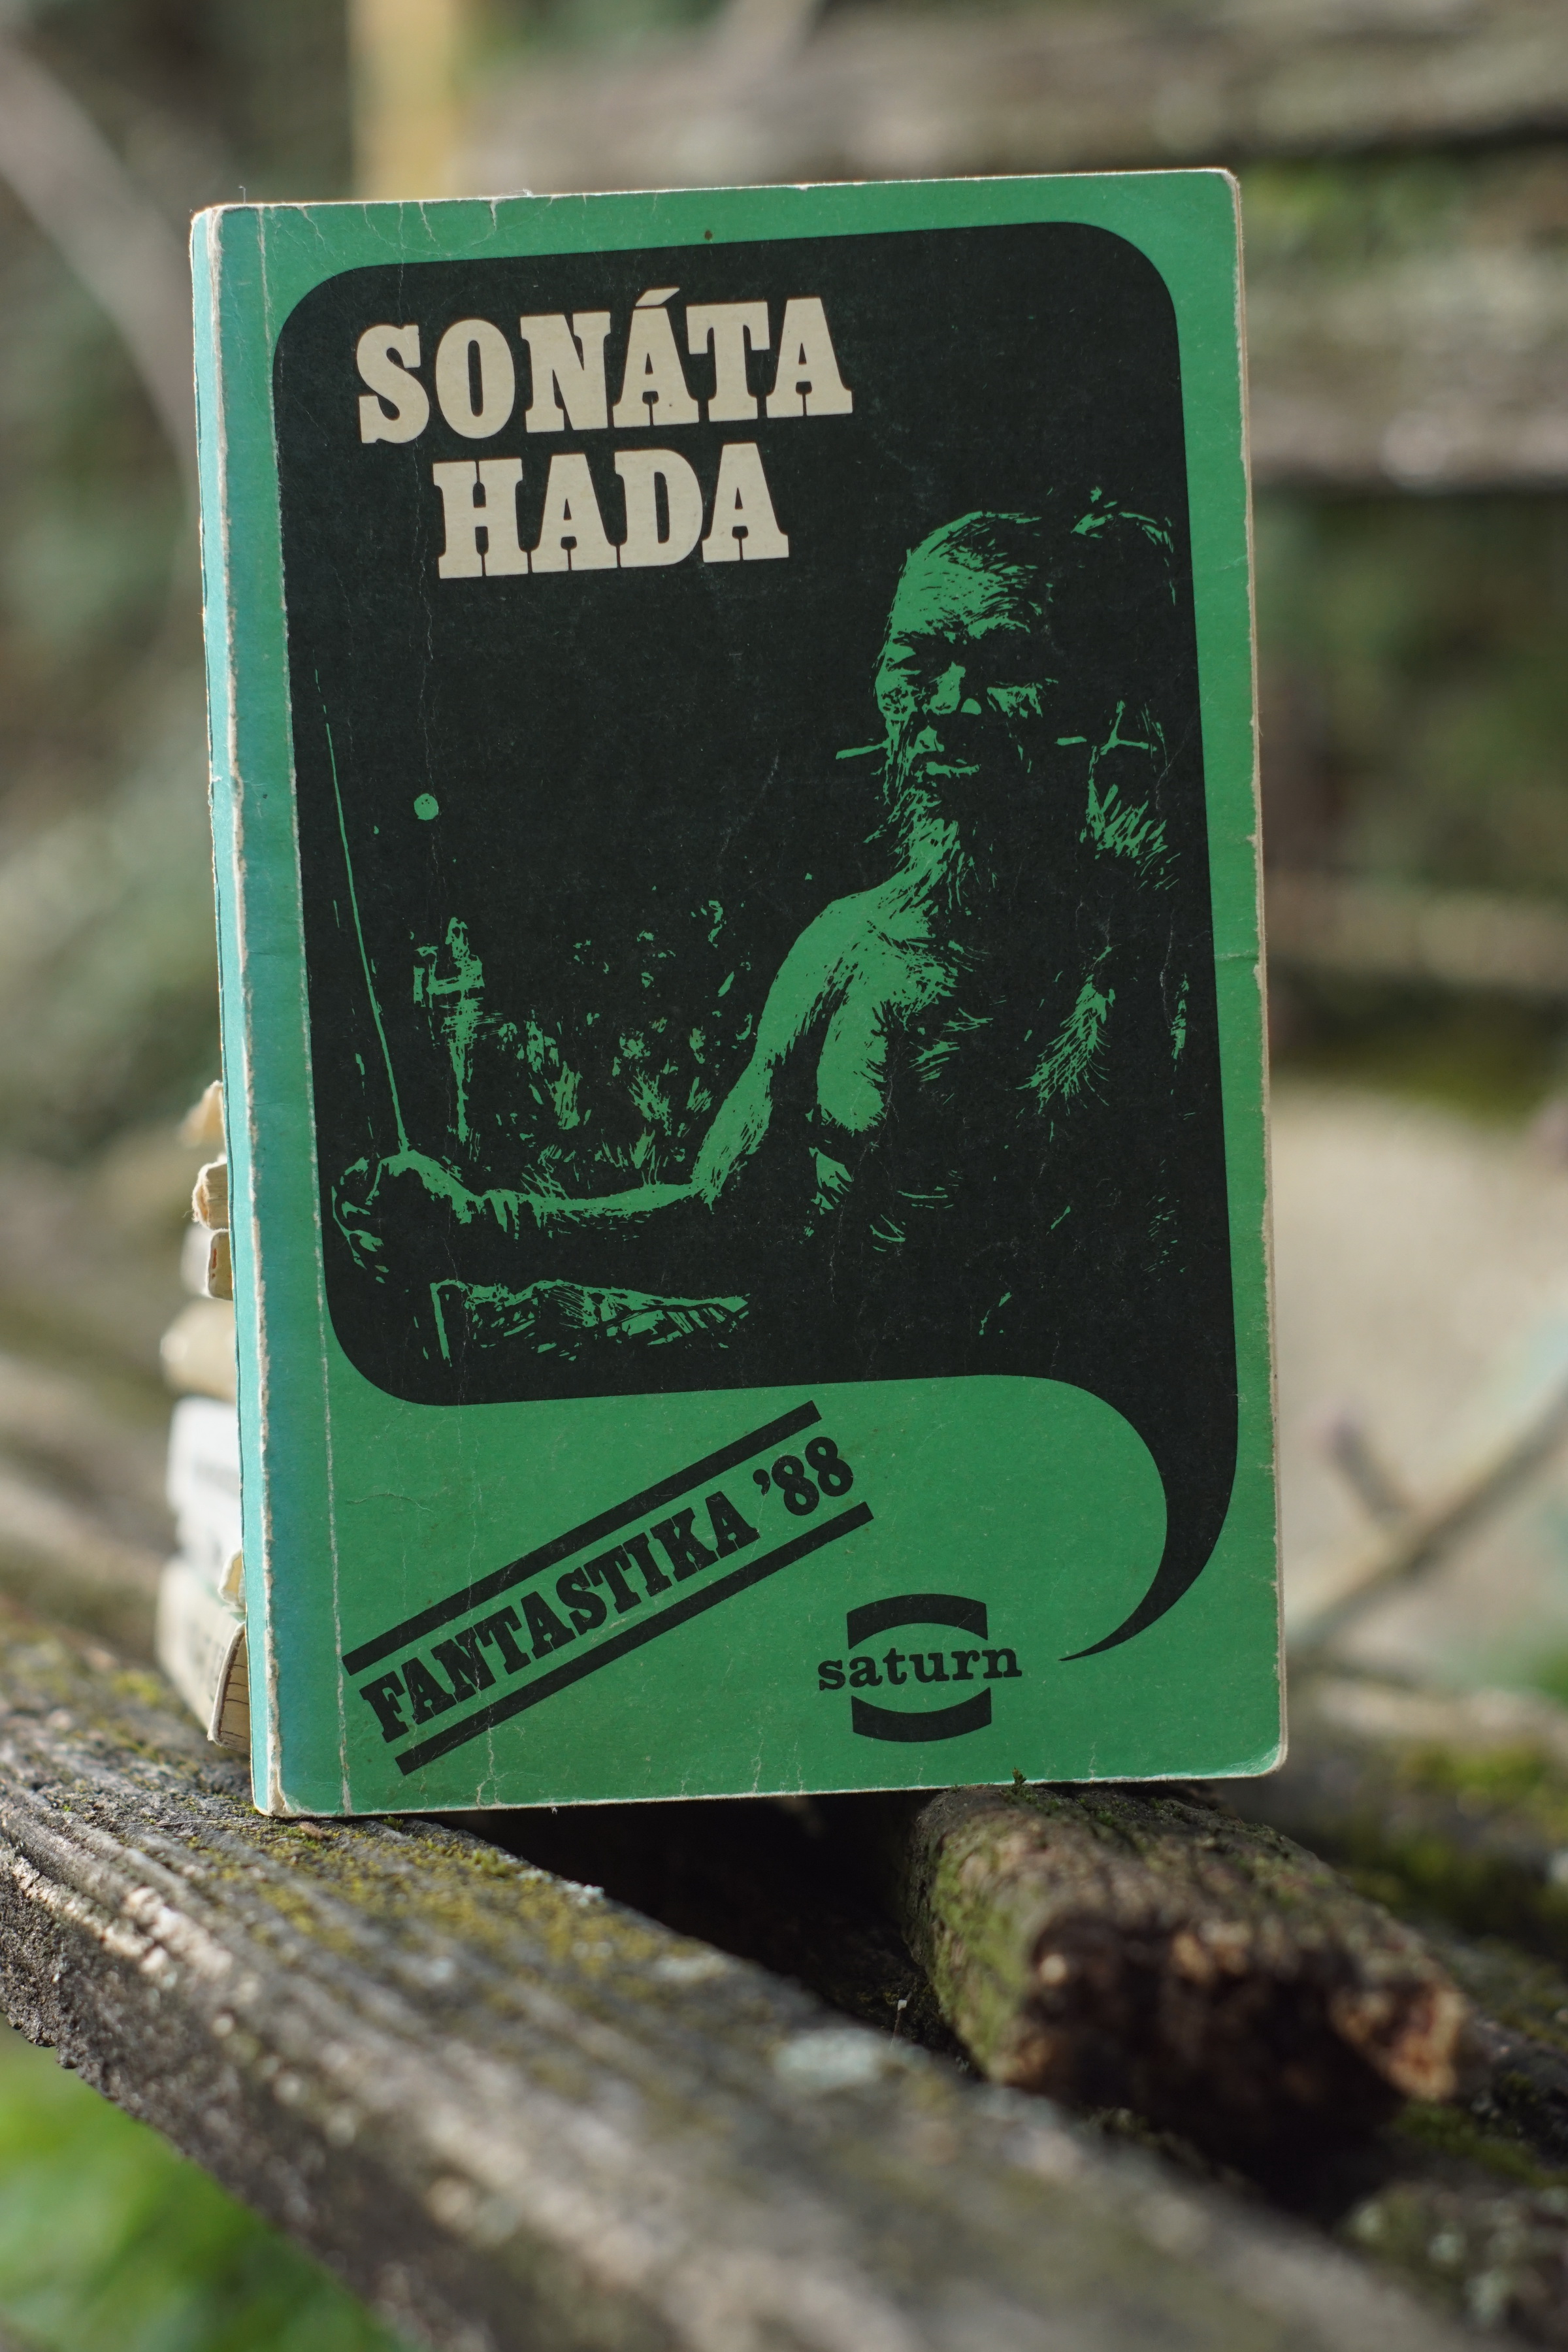 SONÁTA
HADA
FANTASTIKA '88
saturn